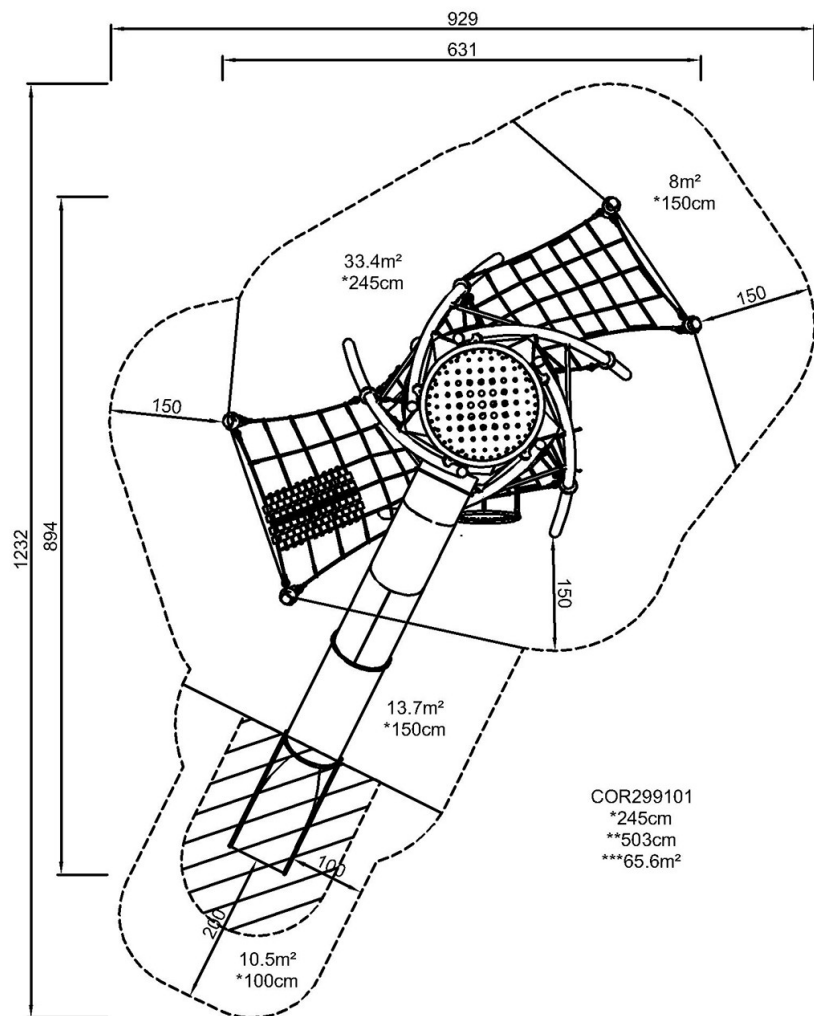 929
631
8m²
*150cm
33.4m²
*245cm
150
150
1232
894
150
13.7m²
*150cm
COR299101
*245cm
**503cm
***65.6m²
100
200
10.5m²
*100cm